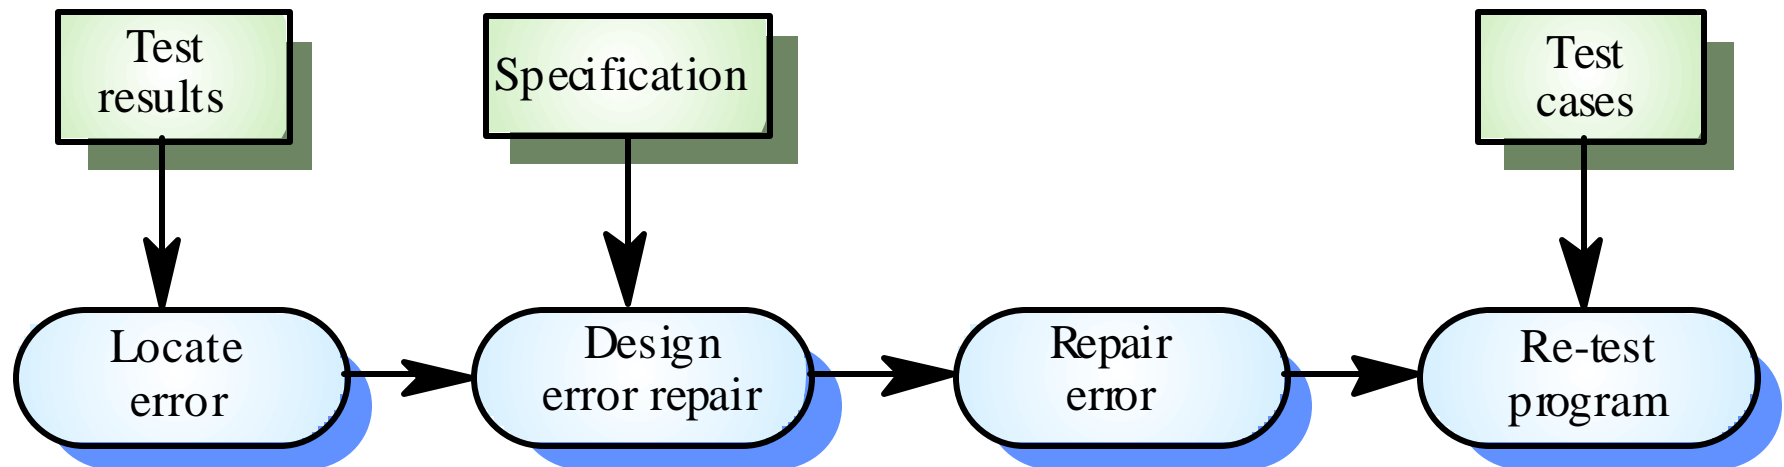 Test
results
Specification
Test
cases
Locate
error
Design
error repair
Repair
error
Re-test
program